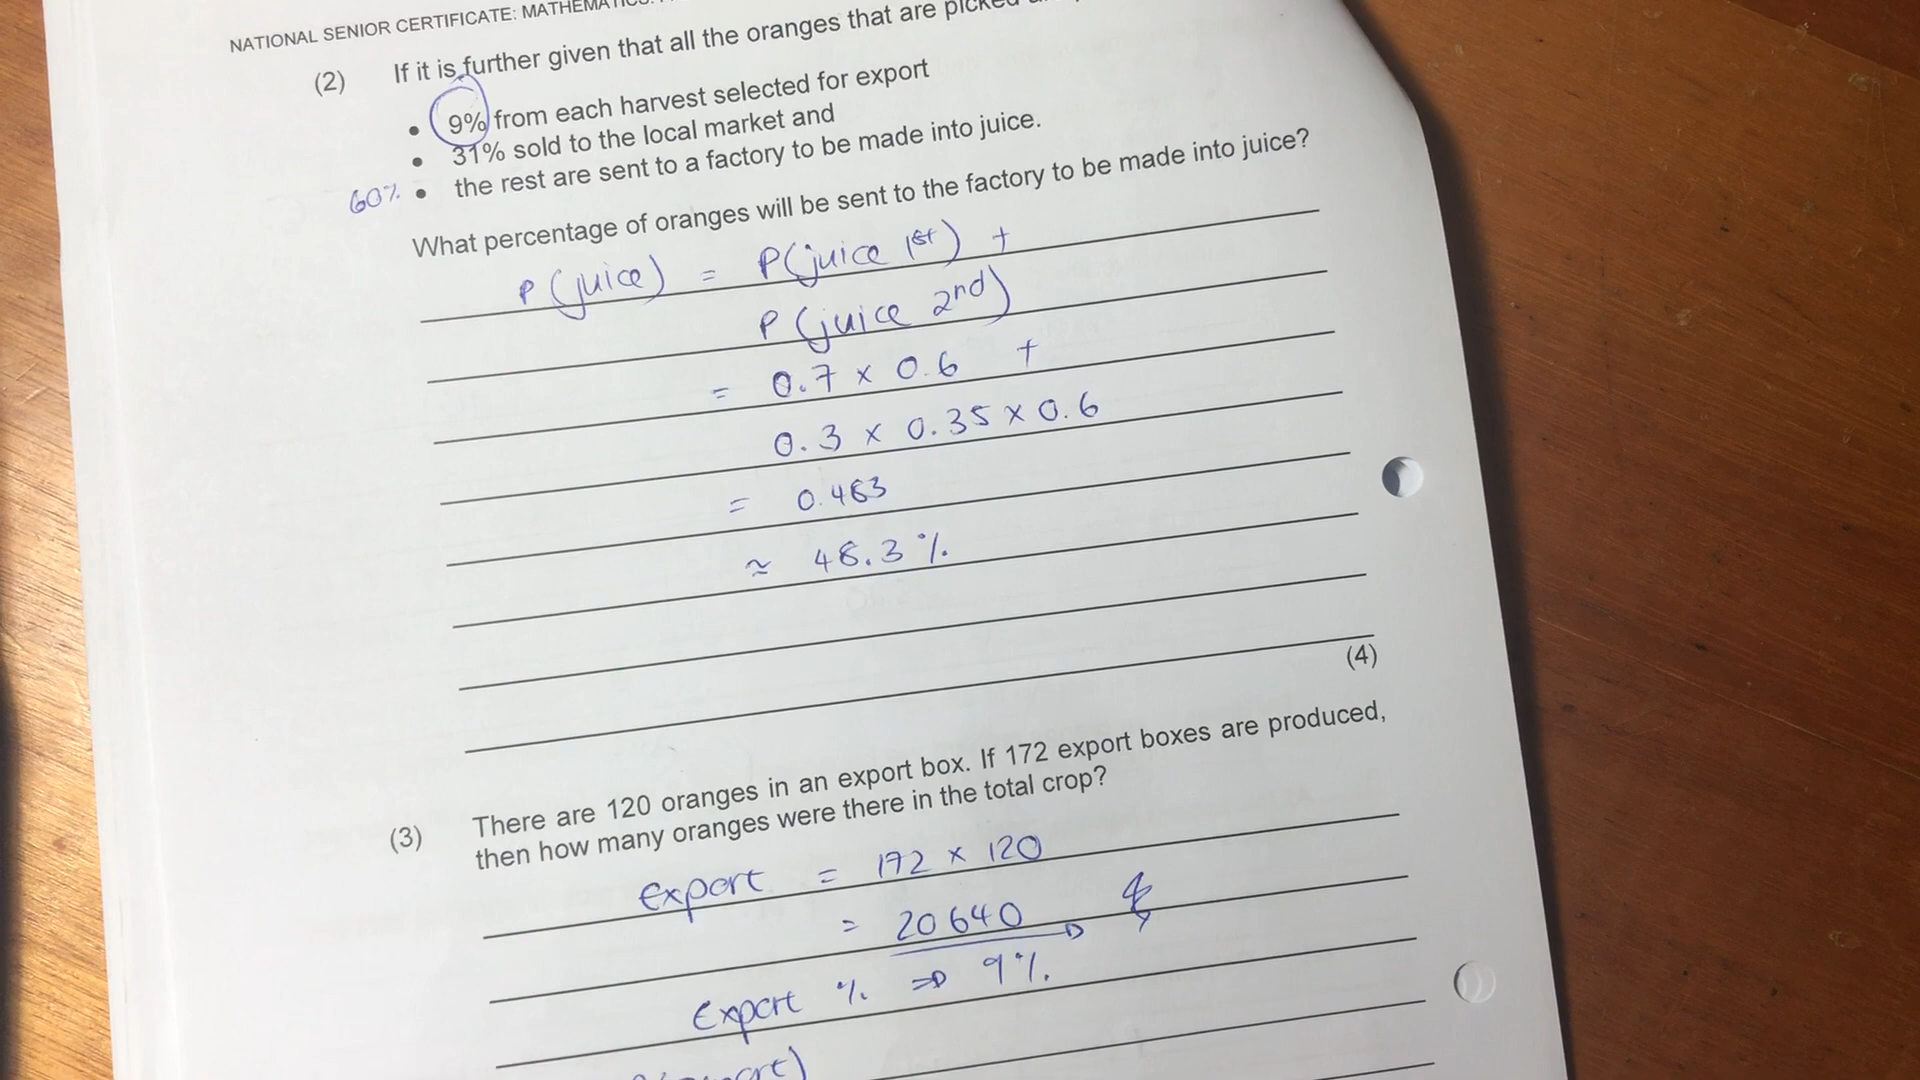 NATIONAL SENIOR CERTIFICATE: MATHEMATICS:
(2) If it is further given that all the oranges that are picked
• 9% from each harvest selected for export
• 31% sold to the local market and
60% • the rest are sent to a factory to be made into juice.
What percentage of oranges will be sent to the factory to be made into juice?
P(juice) = P(juice 1st) +
P(juice 2nd)
= 0.7 × 0.6 +
0.3 × 0.35 × 0.6
= 0.483
≈ 48.3 %
(4)
(3) There are 120 oranges in an export box. If 172 export boxes are produced,
then how many oranges were there in the total crop?
Export = 172 × 120
= 20 640
Export % ⇒ 9%.